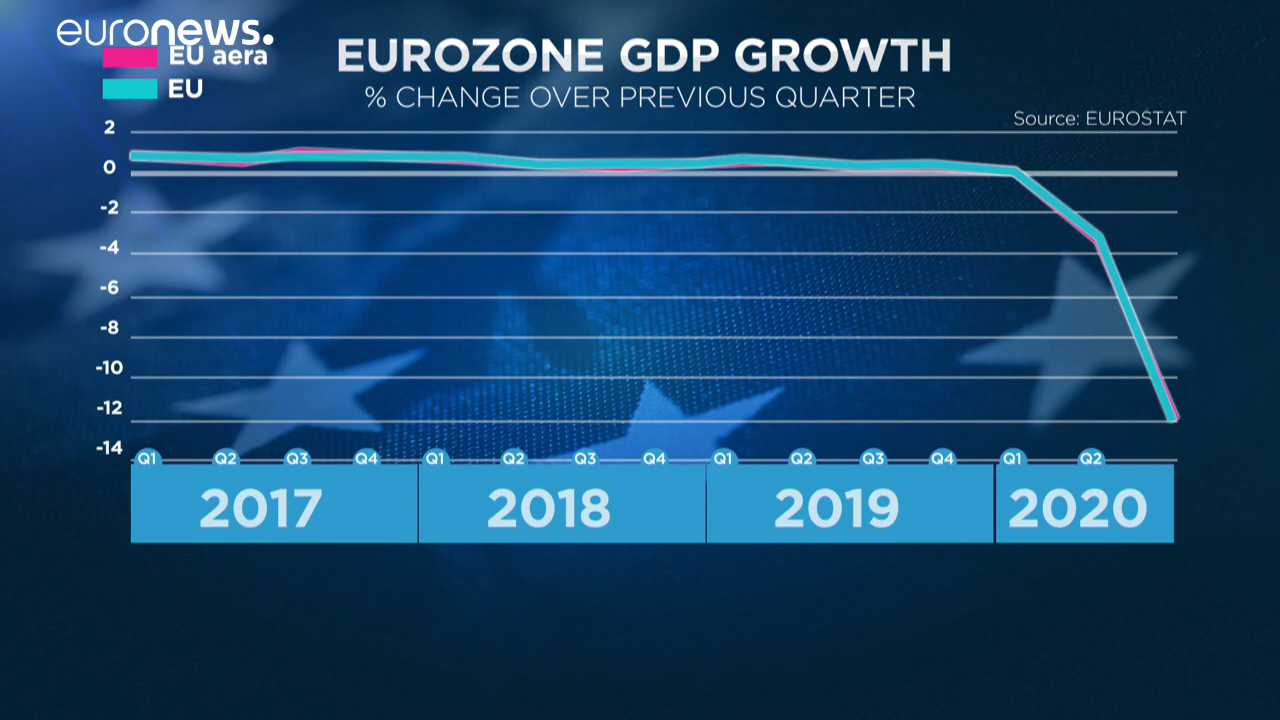 euronews.
EU aera
EU
EUROZONE GDP GROWTH
% CHANGE OVER PREVIOUS QUARTER
Source: EUROSTAT
2
0
-2
-4
-6
-8
-10
-12
-14
Q1 Q2 Q3 Q4 Q1 Q2 Q3 Q4 Q1 Q2 Q3 Q4 Q1 Q2
2017 2018 2019 2020